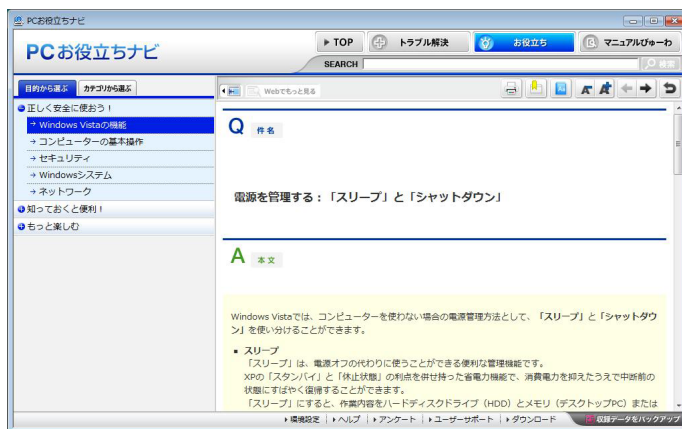 PCお役立ちナビ
PCお役立ちナビ
TOP
トラブル解決
お役立ち
マニュアルびゅーわ
SEARCH
検索
目的から選ぶ
カテゴリから選ぶ
Webでもっと見る
正しく安全に使おう!
→ Windows Vistaの機能
→ コンピューターの基本操作
→ セキュリティ
→ Windowsシステム
→ ネットワーク
知っておくと便利!
もっと楽しむ
Q 件名
電源を管理する:「スリープ」と「シャットダウン」
A 本文
Windows Vistaでは、コンピューターを使わない場合の電源管理方法として、「スリープ」と「シャットダウ
ン」を使い分けることができます。
▪ スリープ
「スリープ」は、電源オフの代わりに使うことができる便利な管理機能です。
XPの「スタンバイ」と「休止状態」の利点を併せ持った省電力機能で、消費電力を抑えたうえで中断前の
状態にすばやく復帰することができます。
「スリープ」にすると、作業内容をハードディスクドライブ(HDD)とメモリ(デスクトップPC)または
環境設定
ヘルプ
アンケート
ユーザーサポート
ダウンロード
収録データをバックアップ